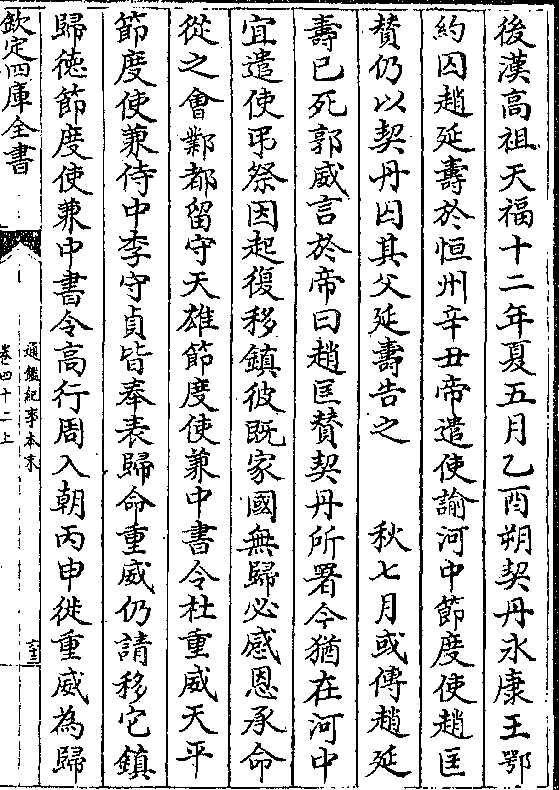 後漢高祖天福十二年夏五月乙酉朔契丹永康王鄂
約囚趙延壽於恒州辛丑帝遣使諭河中節度使趙匡
賛仍以契丹囚其父延壽告之　　秋七月或傳趙延
壽已死郭威言於帝曰趙匡賛契丹所署今猶在河中
宜遣使弔祭因起復移鎮彼既家國無歸必感恩承命
從之會鄴都留守天雄節度使兼中書令杜重威天平
節度使兼侍中李守貞皆奉表歸命重威仍請移它鎮
歸徳節度使兼中書令高行周入朝丙申徙重威為歸
欽定四庫全書
通鑑紀事本末
卷四十二上
六十三